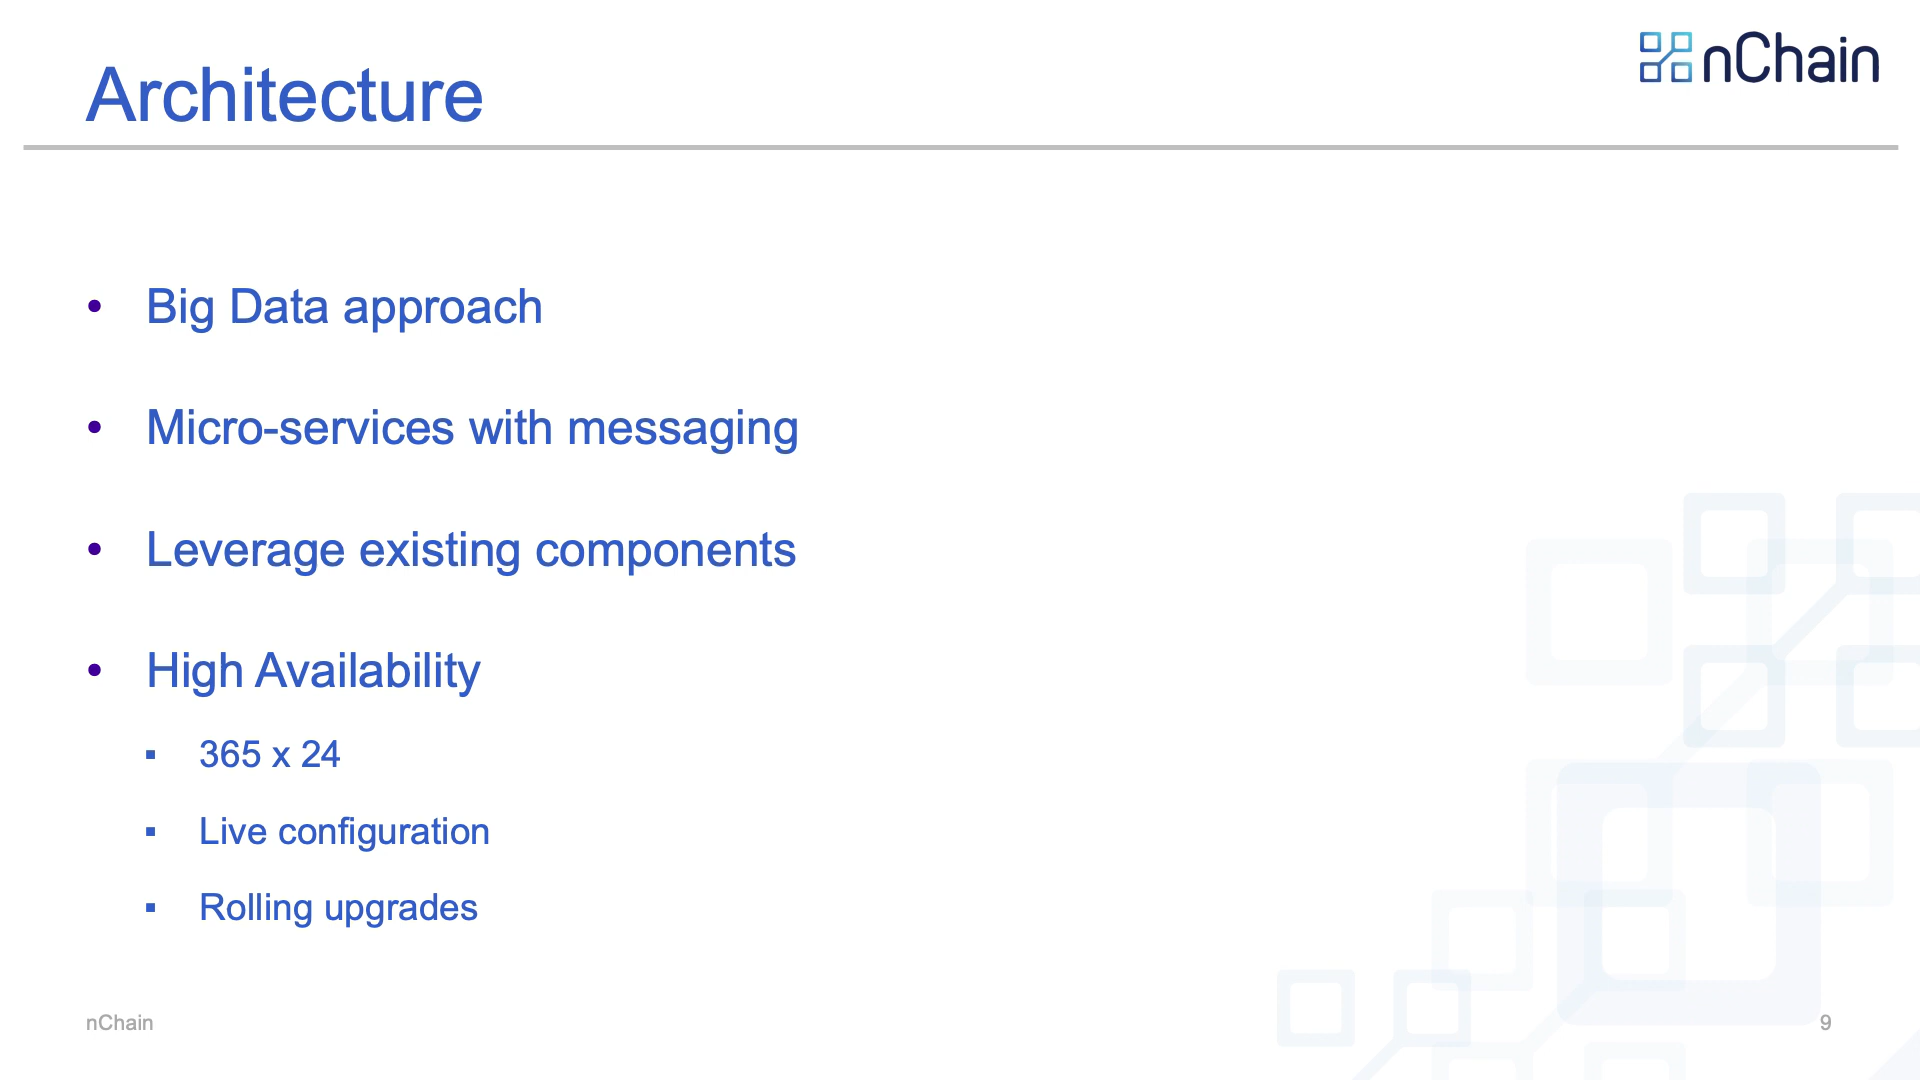 nChain
Architecture
• Big Data approach
• Micro-services with messaging
• Leverage existing components
• High Availability
▪ 365 x 24
▪ Live configuration
▪ Rolling upgrades
nChain
9